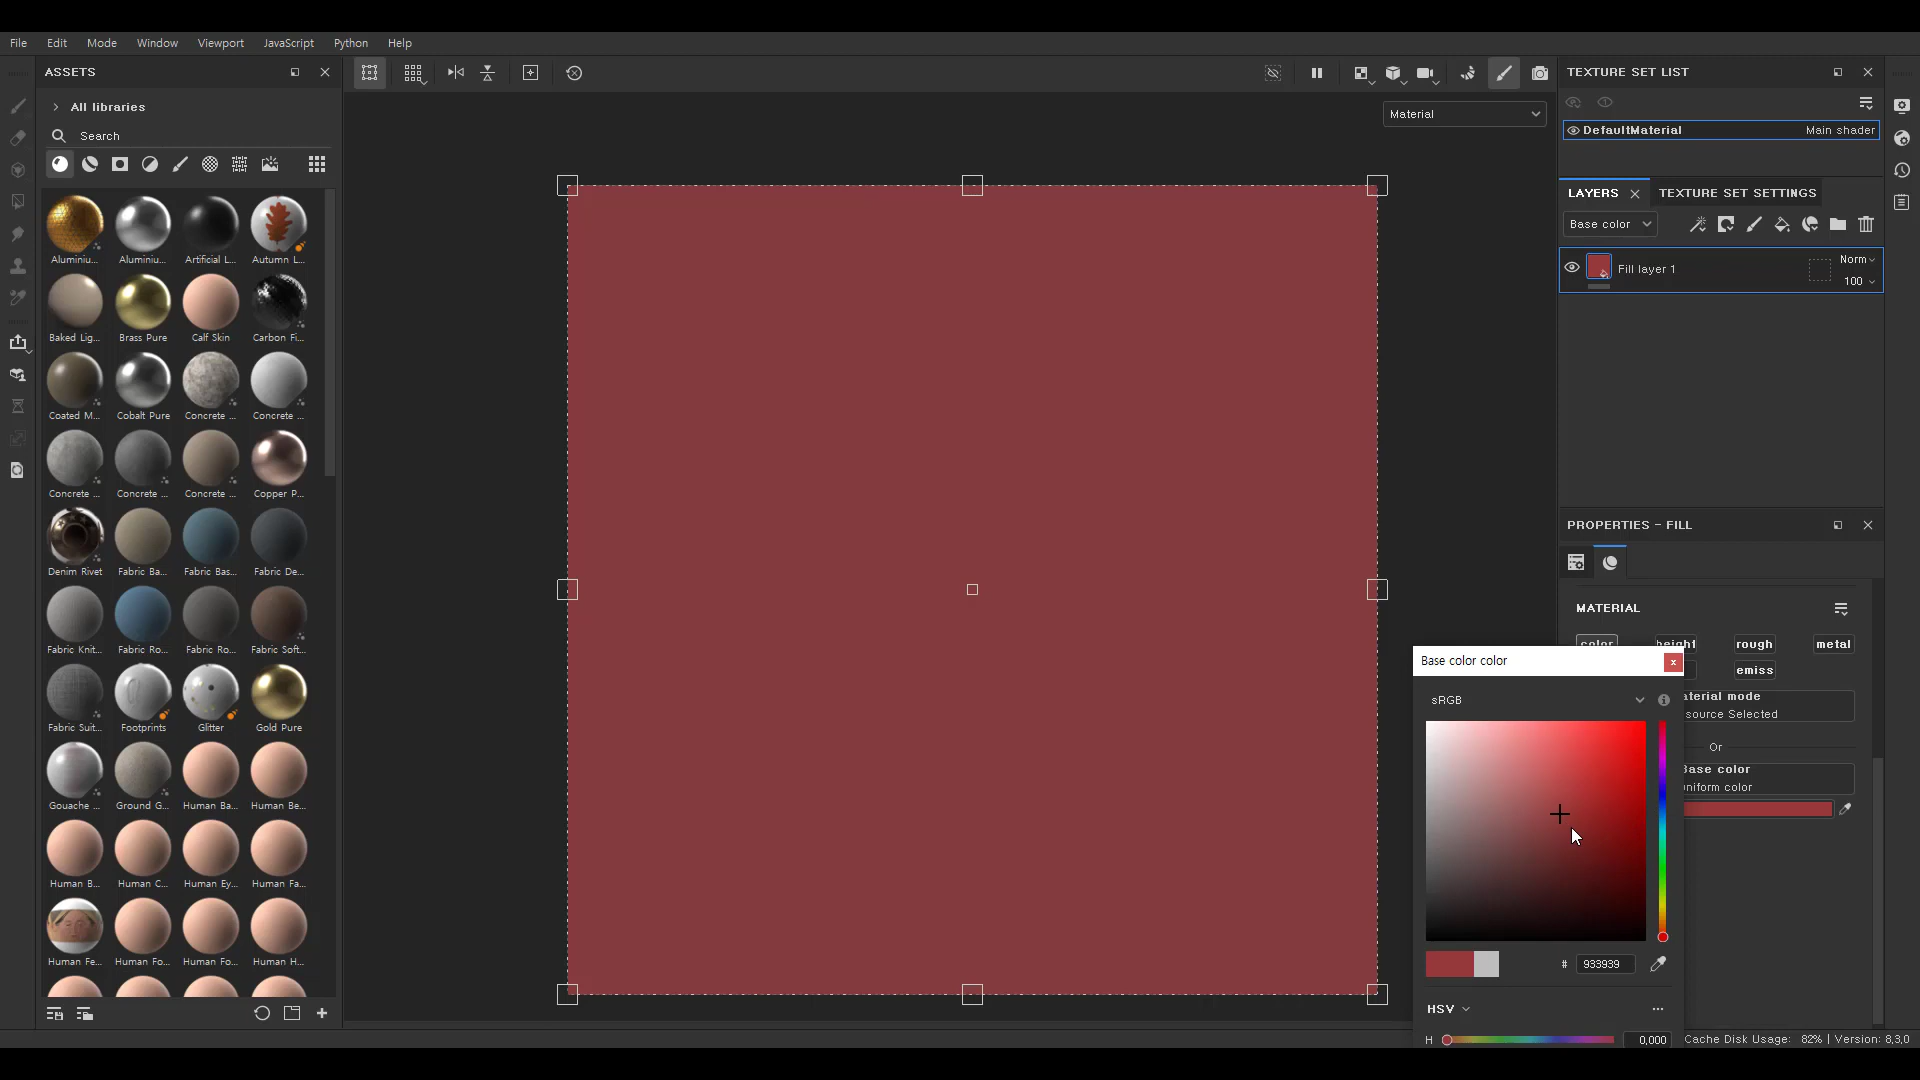 File Edit Mode Window Viewport JavaScript Python Help
ASSETS
All libraries
Search
Aluminiu... Aluminiu... Artificial L... Autumn L...
Baked Lig... Brass Pure Calf Skin Carbon Fi...
Coated M... Cobalt Pure Concrete ... Concrete ...
Concrete ... Concrete ... Concrete ... Copper P...
Denim Rivet Fabric Ba... Fabric Bas... Fabric De...
Fabric Knit... Fabric Ro... Fabric Ro... Fabric Soft...
Fabric Suit... Footprints Glitter Gold Pure
Gouache ... Ground G... Human Ba... Human Be...
Human B... Human C... Human Ey... Human Fa...
Human Fe... Human Fo... Human Fo... Human H...
Material
TEXTURE SET LIST
DefaultMaterial Main shader
LAYERS TEXTURE SET SETTINGS
Base color
Fill layer 1 Norm
100
PROPERTIES - FILL
MATERIAL
color height rough metal
emiss
aterial mode
source Selected
Or
Base color
uniform color
Base color color
x
sRGB
# 933939
HSV
H 0,000
Cache Disk Usage: 82% | Version: 8,3,0